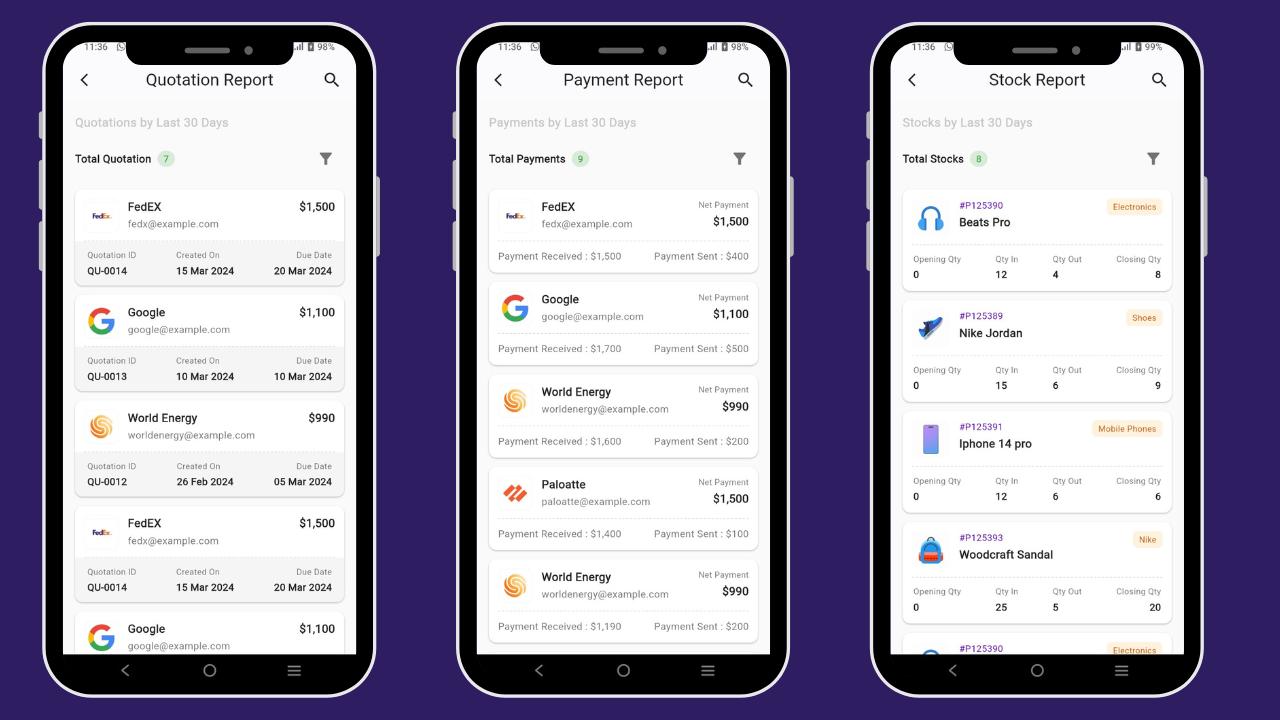 11:36 98%
Quotation Report
Quotations by Last 30 Days
Total Quotation 7
FedEx. FedEX $1,500
fedx@example.com
Quotation ID Created On Due Date
QU-0014 15 Mar 2024 20 Mar 2024
Google $1,100
google@example.com
Quotation ID Created On Due Date
QU-0013 10 Mar 2024 10 Mar 2024
World Energy $990
worldenergy@example.com
Quotation ID Created On Due Date
QU-0012 26 Feb 2024 05 Mar 2024
FedEx. FedEX $1,500
fedx@example.com
Quotation ID Created On Due Date
QU-0014 15 Mar 2024 20 Mar 2024
Google $1,100
google@example.com
11:36 98%
Payment Report
Payments by Last 30 Days
Total Payments 9
FedEx. FedEX Net Payment
fedx@example.com $1,500
Payment Received : $1,500 Payment Sent : $400
Google Net Payment
google@example.com $1,100
Payment Received : $1,700 Payment Sent : $500
World Energy Net Payment
worldenergy@example.com $990
Payment Received : $1,600 Payment Sent : $200
Paloatte Net Payment
paloatte@example.com $1,500
Payment Received : $1,400 Payment Sent : $100
World Energy Net Payment
worldenergy@example.com $990
Payment Received : $1,190 Payment Sent : $200
11:36 99%
Stock Report
Stocks by Last 30 Days
Total Stocks 8
#P125390 Electronics
Beats Pro
Opening Qty Qty In Qty Out Closing Qty
0 12 4 8
#P125389 Shoes
Nike Jordan
Opening Qty Qty In Qty Out Closing Qty
0 15 6 9
#P125391 Mobile Phones
Iphone 14 pro
Opening Qty Qty In Qty Out Closing Qty
0 12 6 6
#P125393 Nike
Woodcraft Sandal
Opening Qty Qty In Qty Out Closing Qty
0 25 5 20
#P125390 Electronics